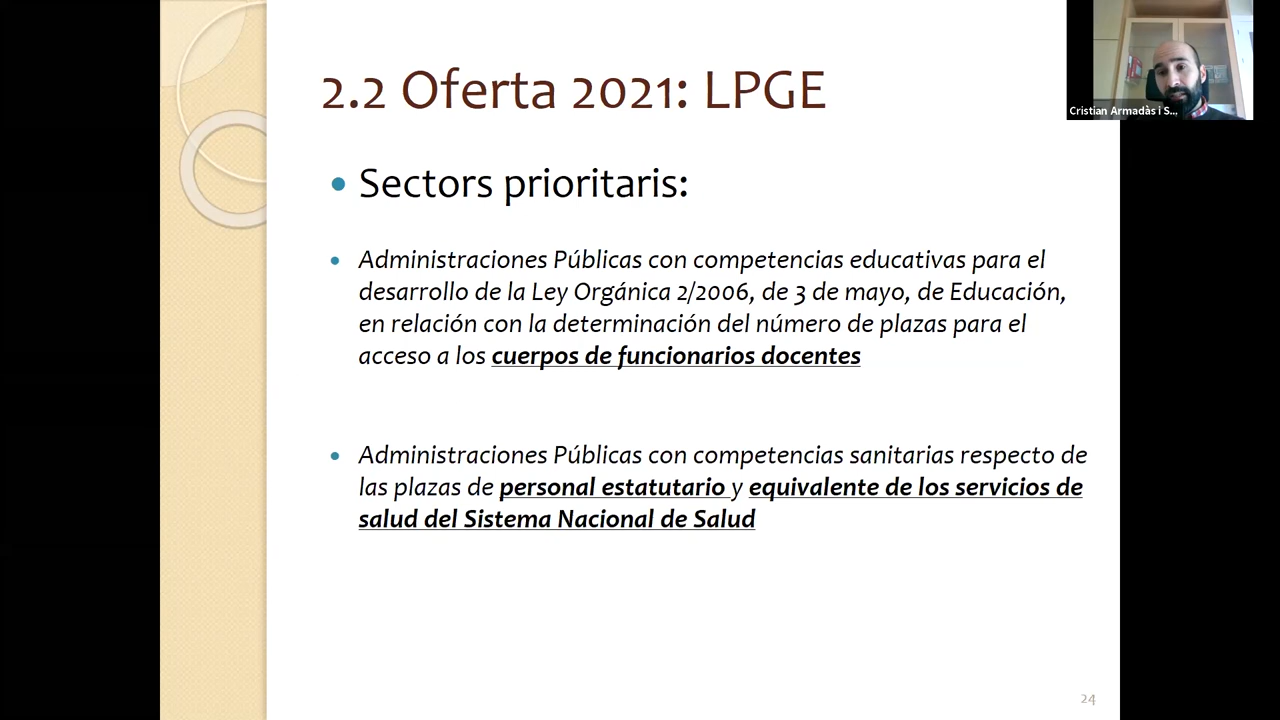 2.2 Oferta 2021: LPGE
Cristian Armadàs i S...
• Sectors prioritaris:
• Administraciones Públicas con competencias educativas para el
desarrollo de la Ley Orgánica 2/2006, de 3 de mayo, de Educación,
en relación con la determinación del número de plazas para el
acceso a los cuerpos de funcionarios docentes
• Administraciones Públicas con competencias sanitarias respecto de
las plazas de personal estatutario y equivalente de los servicios de
salud del Sistema Nacional de Salud
24